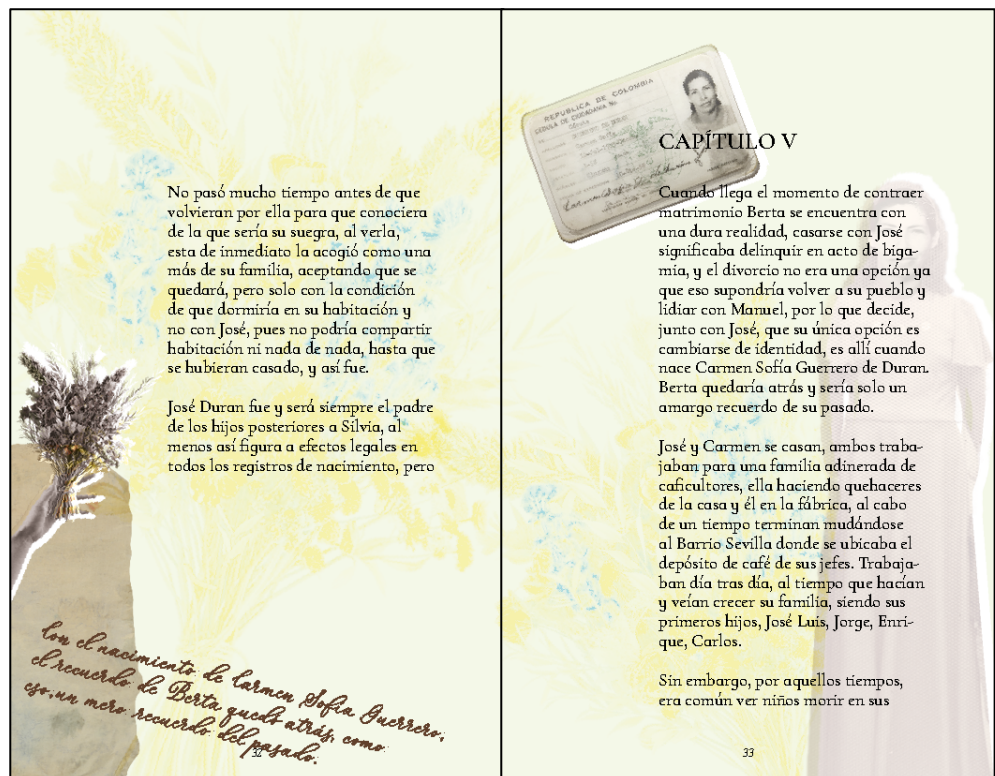 No pasó mucho tiempo antes de que
volvieran por ella para que conociera
de la que sería su suegra, al verla,
esta de inmediato la acogió como una
más de su familia, aceptando que se
quedará, pero solo con la condición
de que dormiría en su habitación y
no con José, pues no podría compartir
habitación ni nada de nada, hasta que
se hubieran casado, y así fue.
José Duran fue y será siempre el padre
de los hijos posteriores a Silvia, al
menos así figura a efectos legales en
todos los registros de nacimiento, pero
Con el nacimiento de Carmen Sofía Guerrero,
el recuerdo de Berta quedó atrás, como
eso, un mero recuerdo del pasado.
32
REPUBLICA DE COLOMBIA
CEDULA DE CIUDADANIA No.
CAPÍTULO V
Cuando llega el momento de contraer
matrimonio Berta se encuentra con
una dura realidad, casarse con José
significaba delinquir en acto de biga-
mia, y el divorcio no era una opción ya
que eso supondría volver a su pueblo y
lidiar con Manuel, por lo que decide,
junto con José, que su única opción es
cambiarse de identidad, es allí cuando
nace Carmen Sofía Guerrero de Duran.
Berta quedaría atrás y sería solo un
amargo recuerdo de su pasado.
José y Carmen se casan, ambos traba-
jaban para una familia adinerada de
caficultores, ella haciendo quehaceres
de la casa y él en la fábrica, al cabo
de un tiempo terminan mudándose
al Barrio Sevilla donde se ubicaba el
depósito de café de sus jefes. Trabaja-
ban día tras día, al tiempo que hacían
y veían crecer su familia, siendo sus
primeros hijos, José Luis, Jorge, Enri-
que, Carlos.
Sin embargo, por aquellos tiempos,
era común ver niños morir en sus
33